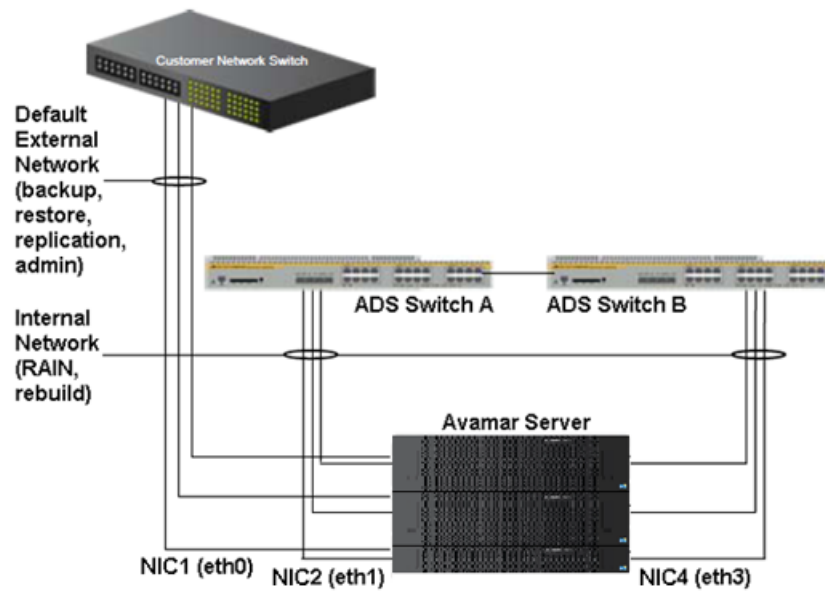 Customer Network Switch
Default
External
Network
(backup,
restore,
replication,
admin)
ADS Switch A
ADS Switch B
Internal
Network
(RAIN,
rebuild)
Avamar Server
NIC1 (eth0)
NIC2 (eth1)
NIC4 (eth3)